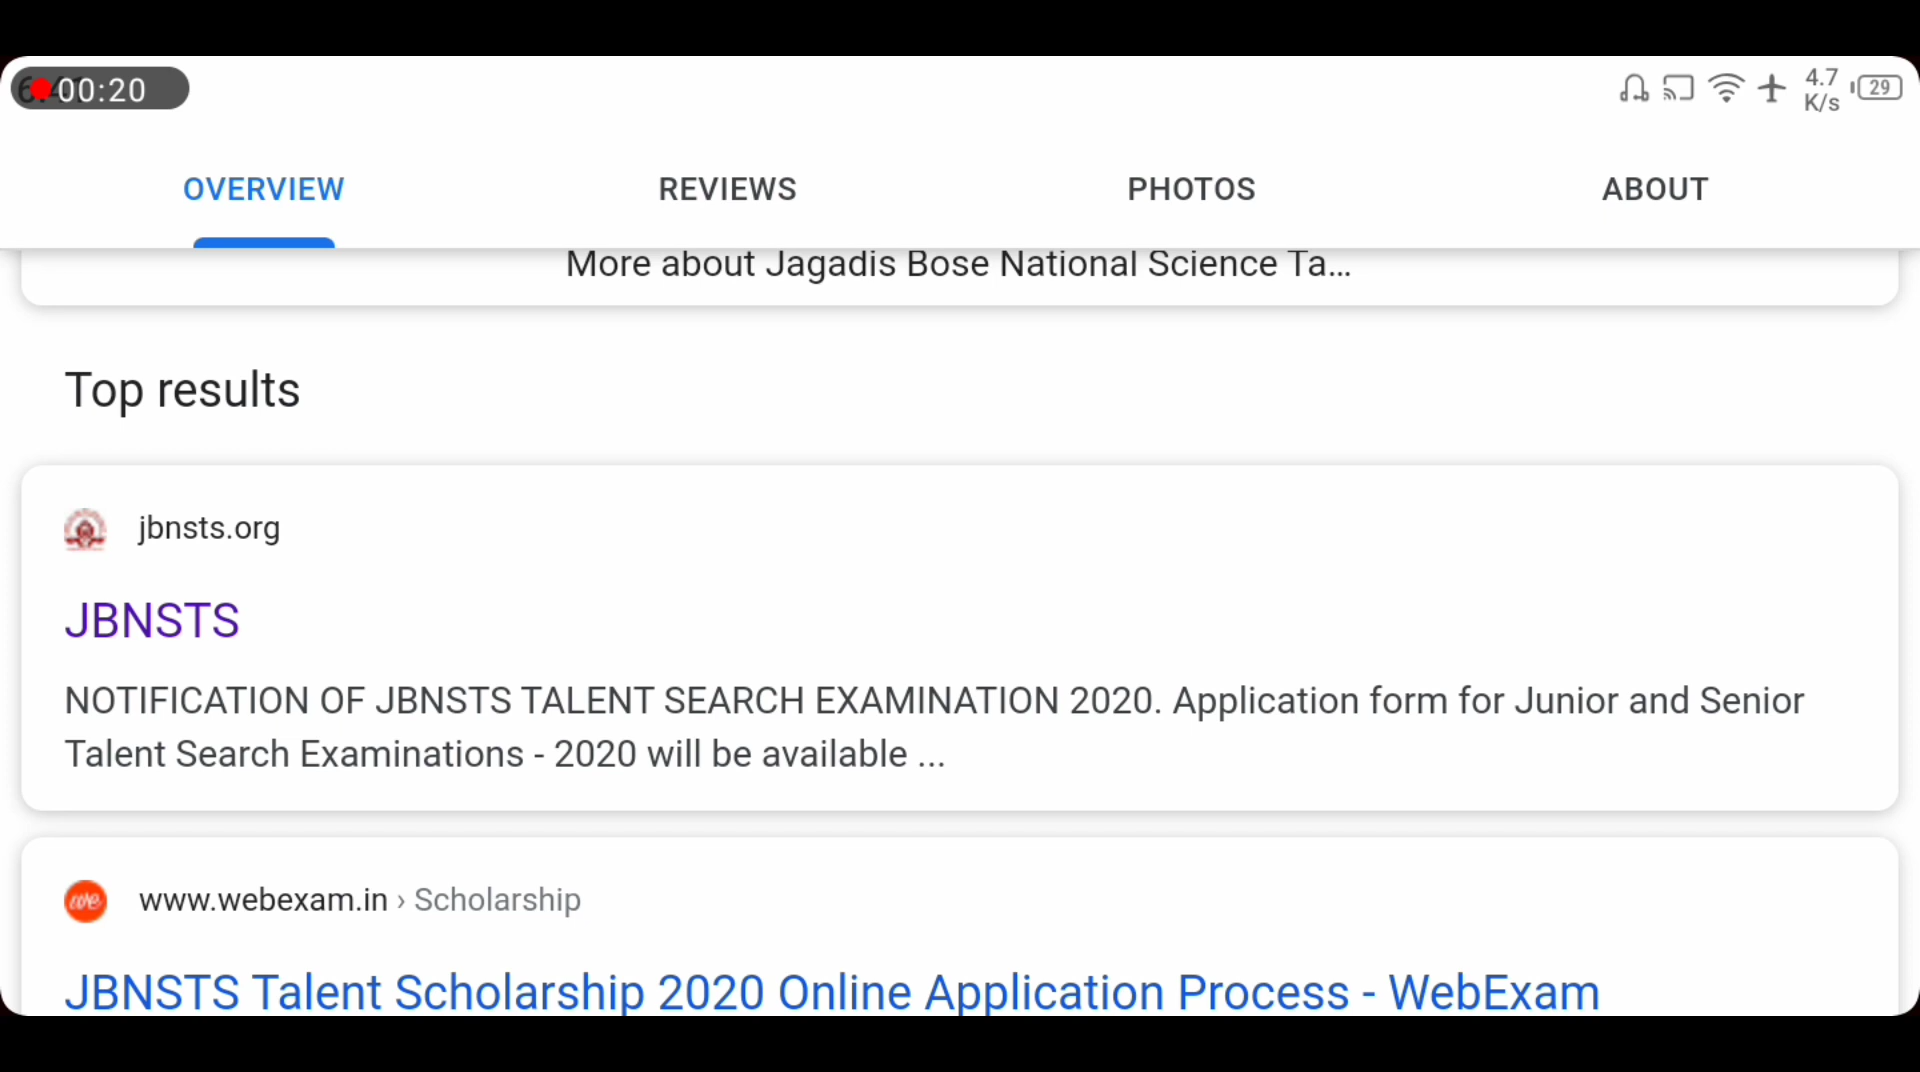 00:20
4.7
K/s
29
OVERVIEW
REVIEWS
PHOTOS
ABOUT
More about Jagadis Bose National Science Ta...
Top results
jbnsts.org
JBNSTS
NOTIFICATION OF JBNSTS TALENT SEARCH EXAMINATION 2020. Application form for Junior and Senior
Talent Search Examinations - 2020 will be available ...
we
www.webexam.in › Scholarship
JBNSTS Talent Scholarship 2020 Online Application Process - WebExam